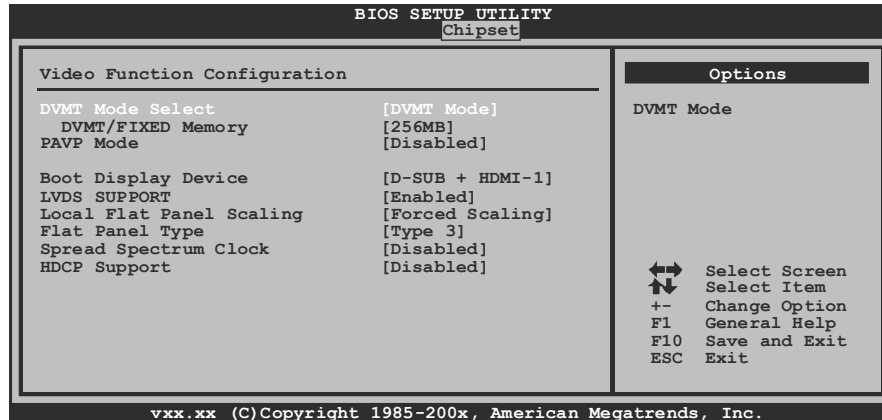 BIOS SETUP UTILITY
Chipset
Video Function Configuration
DVMT Mode Select [DVMT Mode]
DVMT/FIXED Memory [256MB]
PAVP Mode [Disabled]
Boot Display Device [D-SUB + HDMI-1]
LVDS SUPPORT [Enabled]
Local Flat Panel Scaling [Forced Scaling]
Flat Panel Type [Type 3]
Spread Spectrum Clock [Disabled]
HDCP Support [Disabled]
Options
DVMT Mode
Select Screen
Select Item
+- Change Option
F1 General Help
F10 Save and Exit
ESC Exit
vxx.xx (C)Copyright 1985-200x, American Megatrends, Inc.